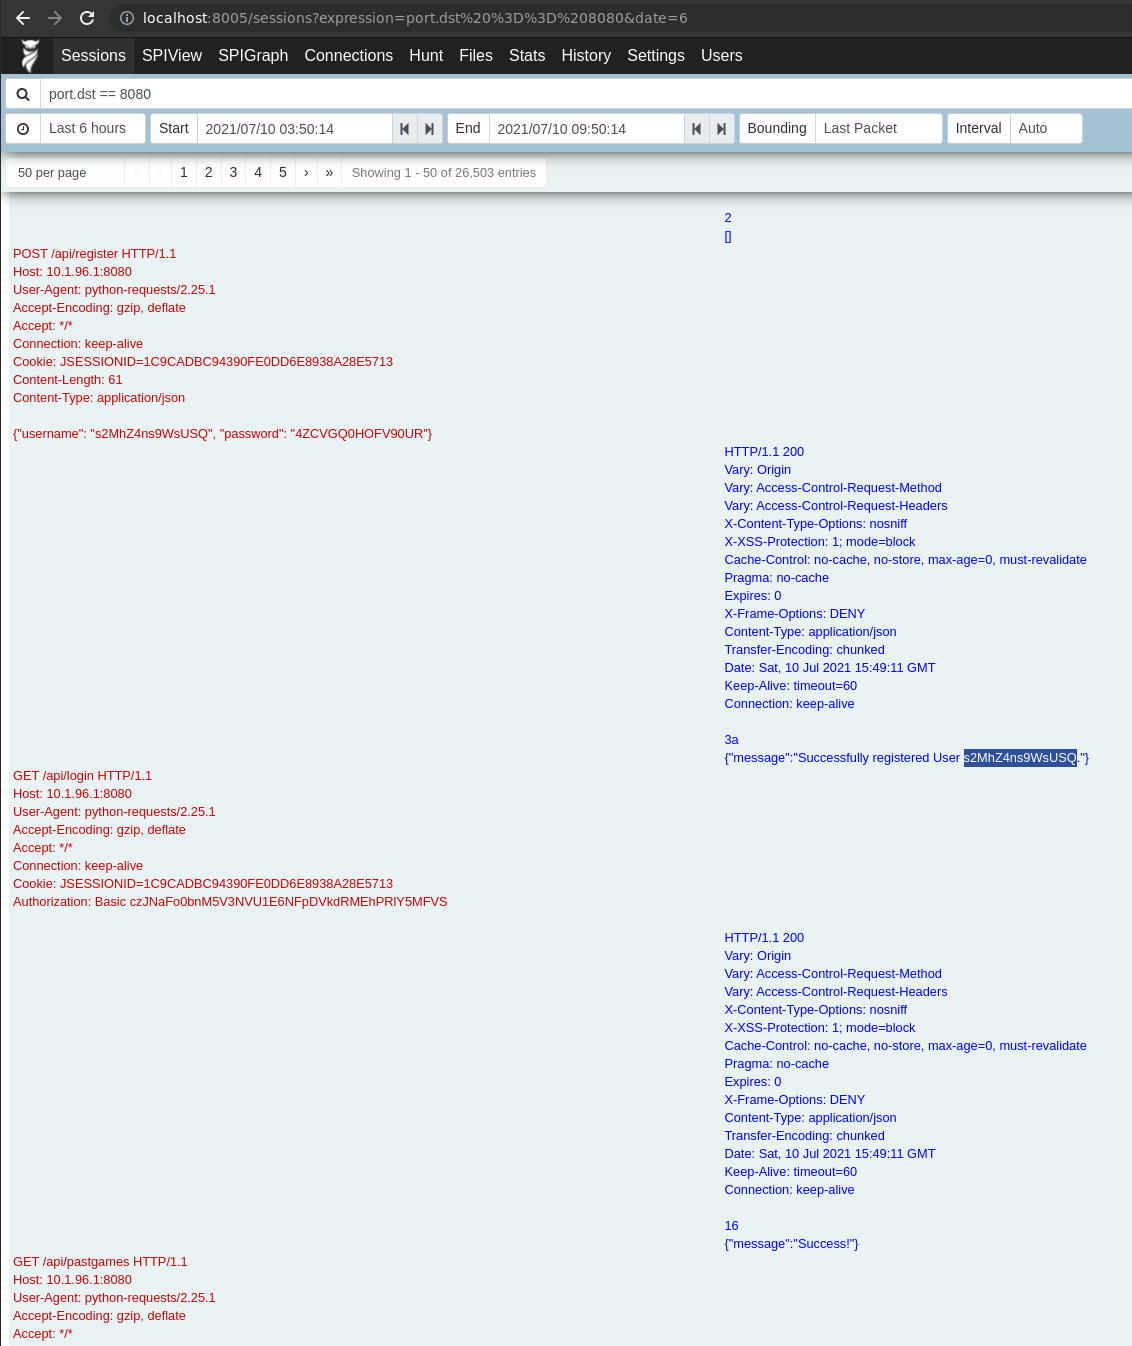 localhost:8005/sessions?expression=port.dst%20%3D%3D%208080&date=6
Sessions SPIView SPIGraph Connections Hunt Files Stats History Settings Users
port.dst == 8080
Last 6 hours Start 2021/07/10 03:50:14 End 2021/07/10 09:50:14 Bounding Last Packet Interval Auto
50 per page « ‹ 1 2 3 4 5 › » Showing 1 - 50 of 26,503 entries
2
[]
POST /api/register HTTP/1.1
Host: 10.1.96.1:8080
User-Agent: python-requests/2.25.1
Accept-Encoding: gzip, deflate
Accept: */*
Connection: keep-alive
Cookie: JSESSIONID=1C9CADBC94390FE0DD6E8938A28E5713
Content-Length: 61
Content-Type: application/json
{"username": "s2MhZ4ns9WsUSQ", "password": "4ZCVGQ0HOFV90UR"}
HTTP/1.1 200
Vary: Origin
Vary: Access-Control-Request-Method
Vary: Access-Control-Request-Headers
X-Content-Type-Options: nosniff
X-XSS-Protection: 1; mode=block
Cache-Control: no-cache, no-store, max-age=0, must-revalidate
Pragma: no-cache
Expires: 0
X-Frame-Options: DENY
Content-Type: application/json
Transfer-Encoding: chunked
Date: Sat, 10 Jul 2021 15:49:11 GMT
Keep-Alive: timeout=60
Connection: keep-alive
3a
{"message":"Successfully registered User s2MhZ4ns9WsUSQ."}
GET /api/login HTTP/1.1
Host: 10.1.96.1:8080
User-Agent: python-requests/2.25.1
Accept-Encoding: gzip, deflate
Accept: */*
Connection: keep-alive
Cookie: JSESSIONID=1C9CADBC94390FE0DD6E8938A28E5713
Authorization: Basic czJNaFo0bnM5V3NVU1E6NFpDVkdRMEhPRlY5MFVS
HTTP/1.1 200
Vary: Origin
Vary: Access-Control-Request-Method
Vary: Access-Control-Request-Headers
X-Content-Type-Options: nosniff
X-XSS-Protection: 1; mode=block
Cache-Control: no-cache, no-store, max-age=0, must-revalidate
Pragma: no-cache
Expires: 0
X-Frame-Options: DENY
Content-Type: application/json
Transfer-Encoding: chunked
Date: Sat, 10 Jul 2021 15:49:11 GMT
Keep-Alive: timeout=60
Connection: keep-alive
16
{"message":"Success!"}
GET /api/pastgames HTTP/1.1
Host: 10.1.96.1:8080
User-Agent: python-requests/2.25.1
Accept-Encoding: gzip, deflate
Accept: */*